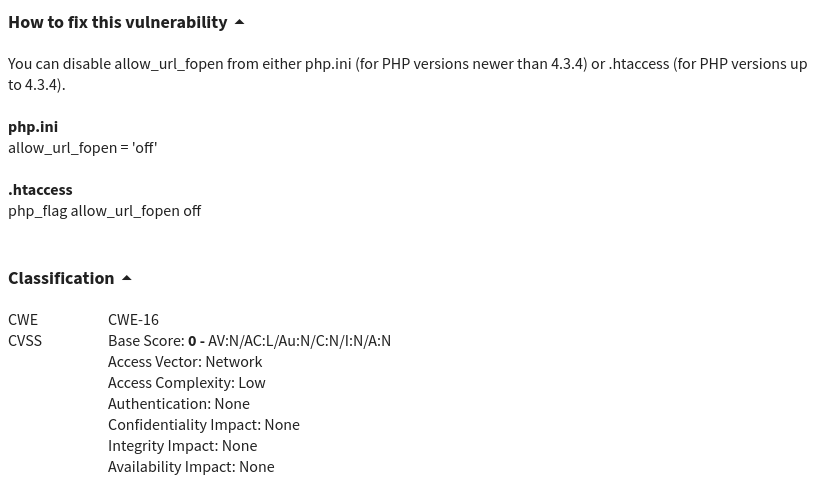 How to fix this vulnerability
You can disable allow_url_fopen from either php.ini (for PHP versions newer than 4.3.4) or .htaccess (for PHP versions up
to 4.3.4).
php.ini
allow_url_fopen = 'off'
.htaccess
php_flag allow_url_fopen off
Classification
CWE CWE-16
CVSS Base Score: 0 - AV:N/AC:L/Au:N/C:N/I:N/A:N
Access Vector: Network
Access Complexity: Low
Authentication: None
Confidentiality Impact: None
Integrity Impact: None
Availability Impact: None